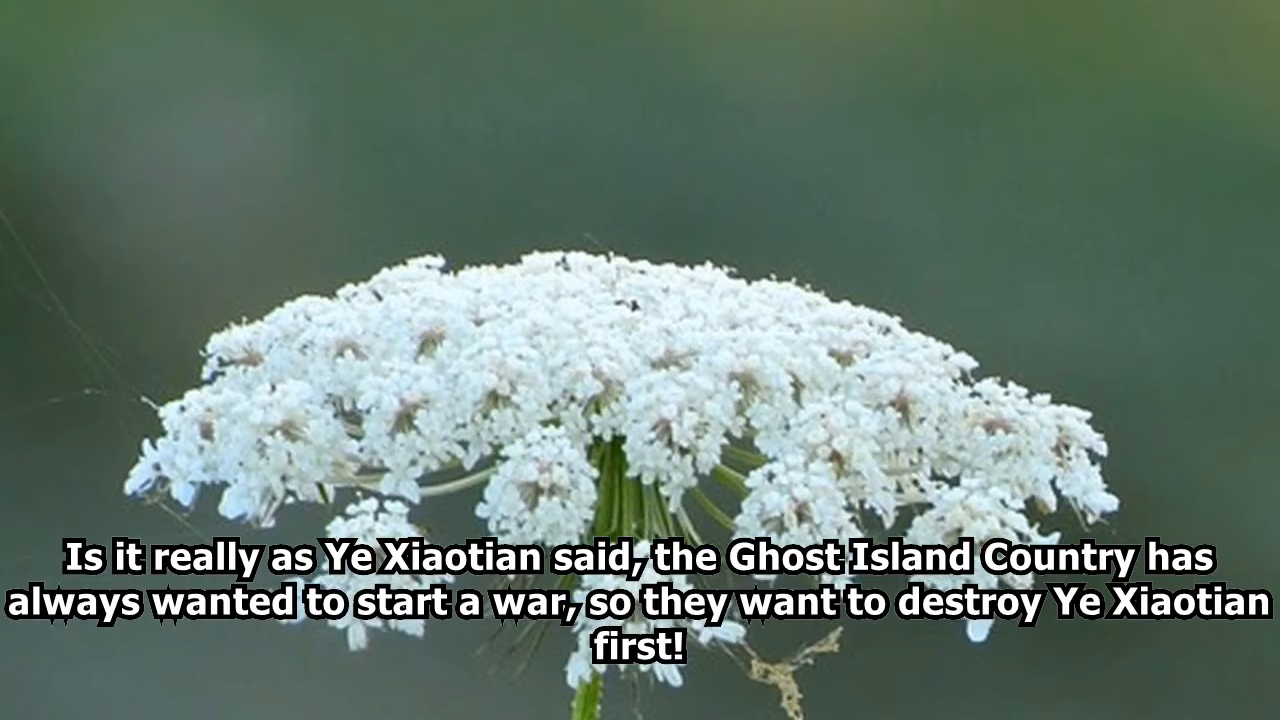 Is it really as Ye Xiaotian said, the Ghost Island Country has
always wanted to start a war, so they want to destroy Ye Xiaotian
first!